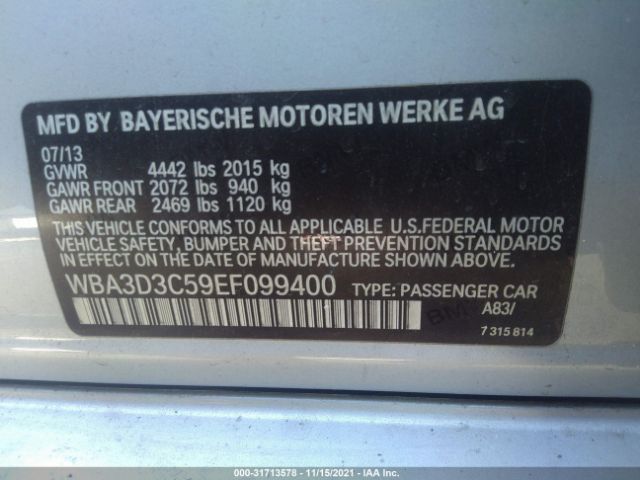 MFD BY BAYERISCHE MOTOREN WERKE AG
07/13
GVWR 4442 lbs 2015 kg
GAWR FRONT 2072 lbs 940 kg
GAWR REAR 2469 lbs 1120 kg
THIS VEHICLE CONFORMS TO ALL APPLICABLE U.S.FEDERAL MOTOR
VEHICLE SAFETY, BUMPER AND THEFT PREVENTION STANDARDS
IN EFFECT ON THE DATE OF MANUFACTURE SHOWN ABOVE.
WBA3D3C59EF099400 TYPE: PASSENGER CAR
A83/
7 315 814
000-31713578 - 11/15/2021 - IAA Inc.